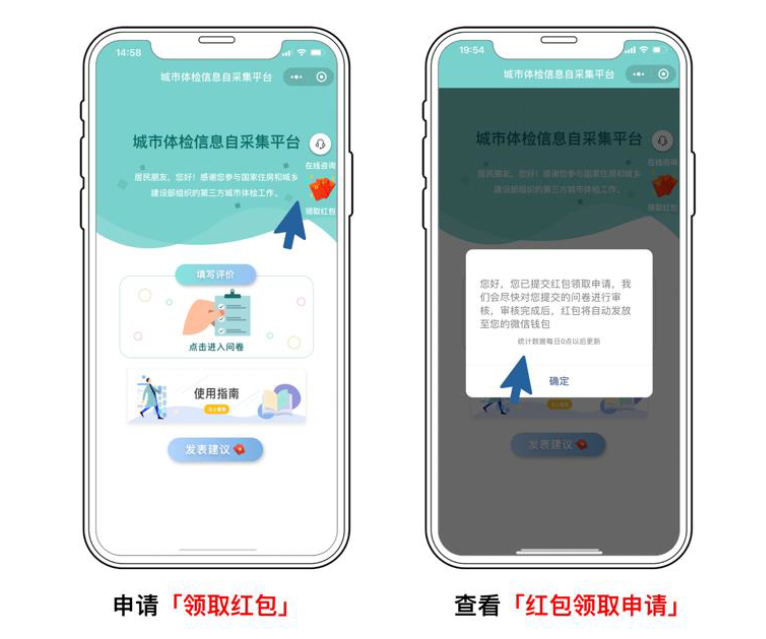 14:58
城市体检信息自采集平台
城市体检信息自采集平台
在线咨询
居民朋友，您好！感谢您参与国家住房和城乡
建设部组织的第三方城市体检工作。
领取红包
填写评价
点击进入问卷
使用指南
发表建议
申请「领取红包」
19:54
城市体检信息自采集平台
城市体检信息自采集平台
在线咨询
居民朋友，您好！感谢您参与国家住房和城乡
建设部组织的第三方城市体检工作。
领取红包
您好，您已提交红包领取申请，我
们会尽快对您提交的问卷进行审
核，审核完成后，红包将自动发放
至您的微信钱包
统计数据每日0点以后更新
确定
发表建议
查看「红包领取申请」